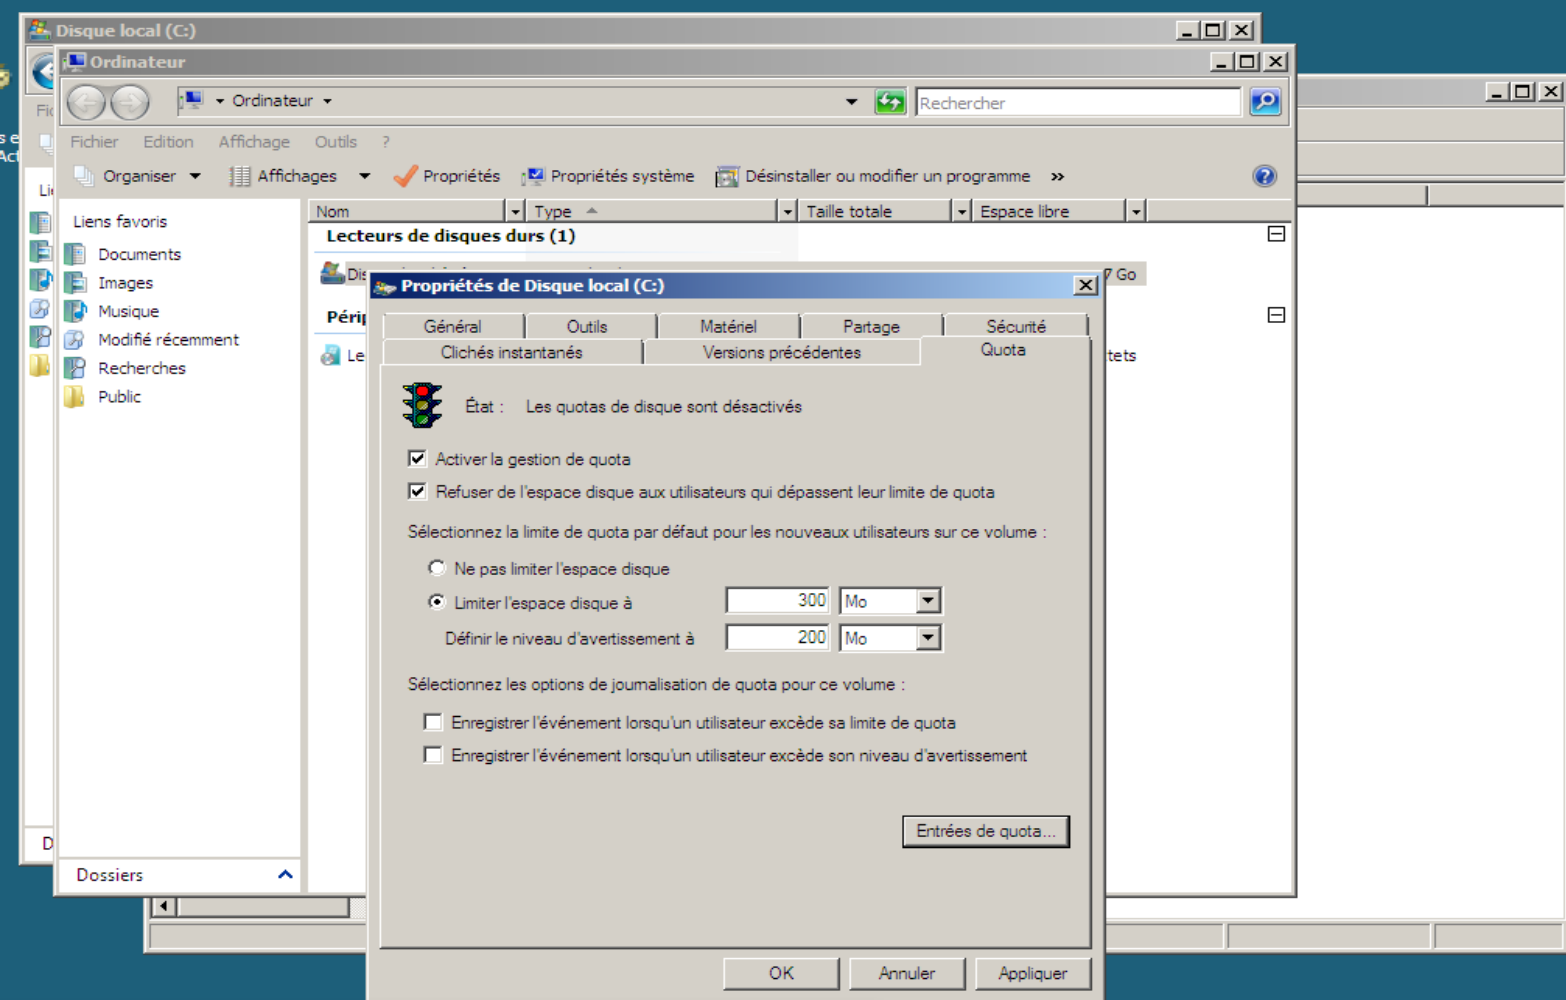 Disque local (C:)
Ordinateur
Ordinateur
Rechercher
Fichier Edition Affichage Outils ?
Organiser Affichages Propriétés Propriétés système Désinstaller ou modifier un programme »
Liens favoris
Documents
Images
Musique
Modifié récemment
Recherches
Public
Dossiers
Nom Type Taille totale Espace libre
Lecteurs de disques durs (1)
Go
Propriétés de Disque local (C:)
Général Outils Matériel Partage Sécurité
Clichés instantanés Versions précédentes Quota
État : Les quotas de disque sont désactivés
Activer la gestion de quota
Refuser de l'espace disque aux utilisateurs qui dépassent leur limite de quota
Sélectionnez la limite de quota par défaut pour les nouveaux utilisateurs sur ce volume :
Ne pas limiter l'espace disque
Limiter l'espace disque à 300 Mo
Définir le niveau d'avertissement à 200 Mo
Sélectionnez les options de journalisation de quota pour ce volume :
Enregistrer l'événement lorsqu'un utilisateur excède sa limite de quota
Enregistrer l'événement lorsqu'un utilisateur excède son niveau d'avertissement
Entrées de quota...
OK Annuler Appliquer